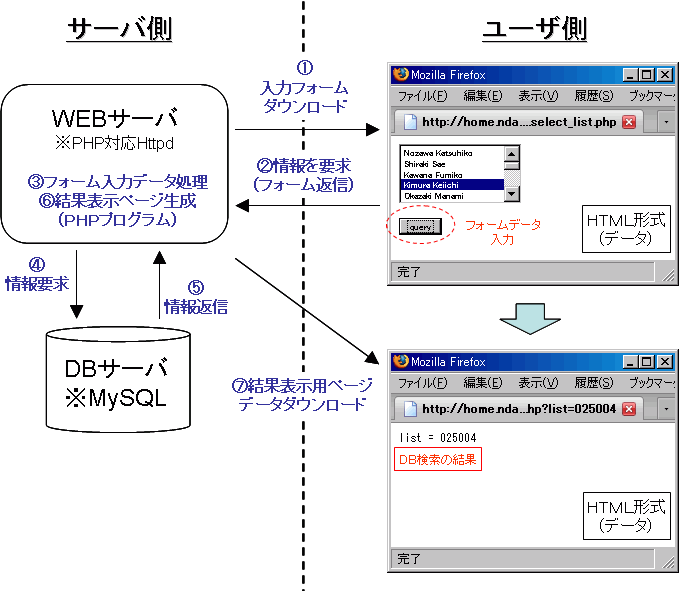 サーバ側
ユーザ側
①
入力フォーム
ダウンロード
WEBサーバ
※PHP対応Httpd
③フォーム入力データ処理
⑥結果表示ページ生成
(PHPプログラム)
②情報を要求
(フォーム返信)
④
情報要求
⑤
情報返信
DBサーバ
※MySQL
⑦結果表示用ページ
データダウンロード
Mozilla Firefox
ファイル(F) 編集(E) 表示(V) 履歴(S) ブックマー
http://home.nda....select_list.php
Nozawa Katsuhiko
Shiraki Sae
Kawana Fumiko
Kimura Keiichi
Okazaki Manami
query
フォームデータ
入力
HTML形式
(データ)
完了
Mozilla Firefox
ファイル(F) 編集(E) 表示(V) 履歴(S) ブックマー
http://home.nda....hp?list=025004
list = 025004
DB検索の結果
HTML形式
(データ)
完了